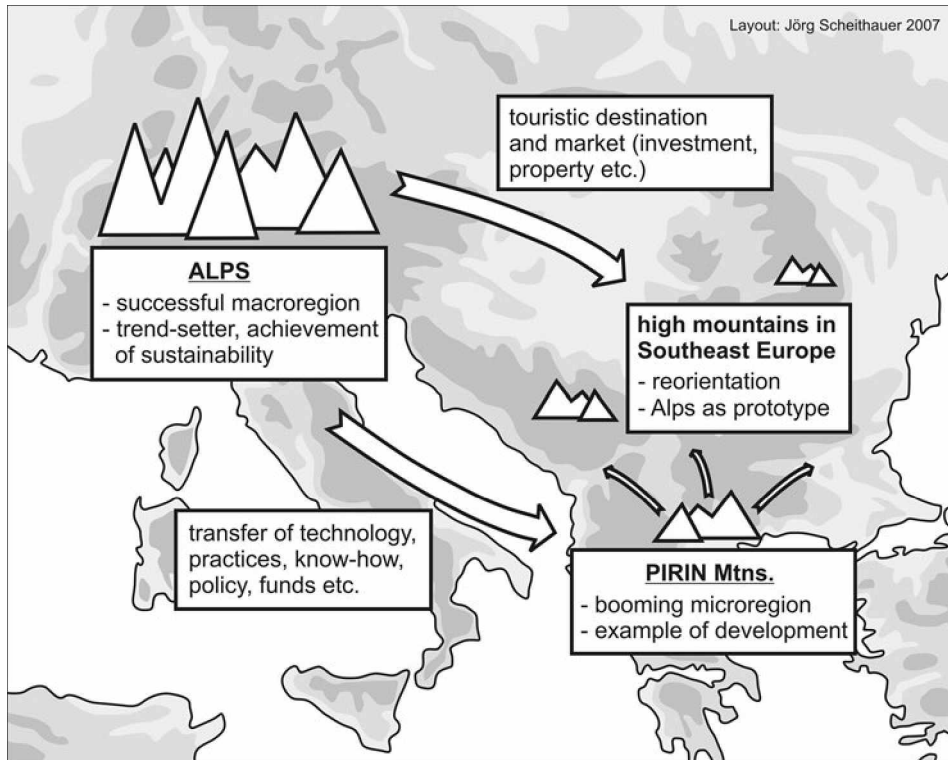 Layout: Jörg Scheithauer 2007
touristic destination
and market (investment,
property etc.)
ALPS
- successful macroregion
- trend-setter, achievement
of sustainability
high mountains in
Southeast Europe
- reorientation
- Alps as prototype
transfer of technology,
practices, know-how,
policy, funds etc.
PIRIN Mtns.
- booming microregion
- example of development